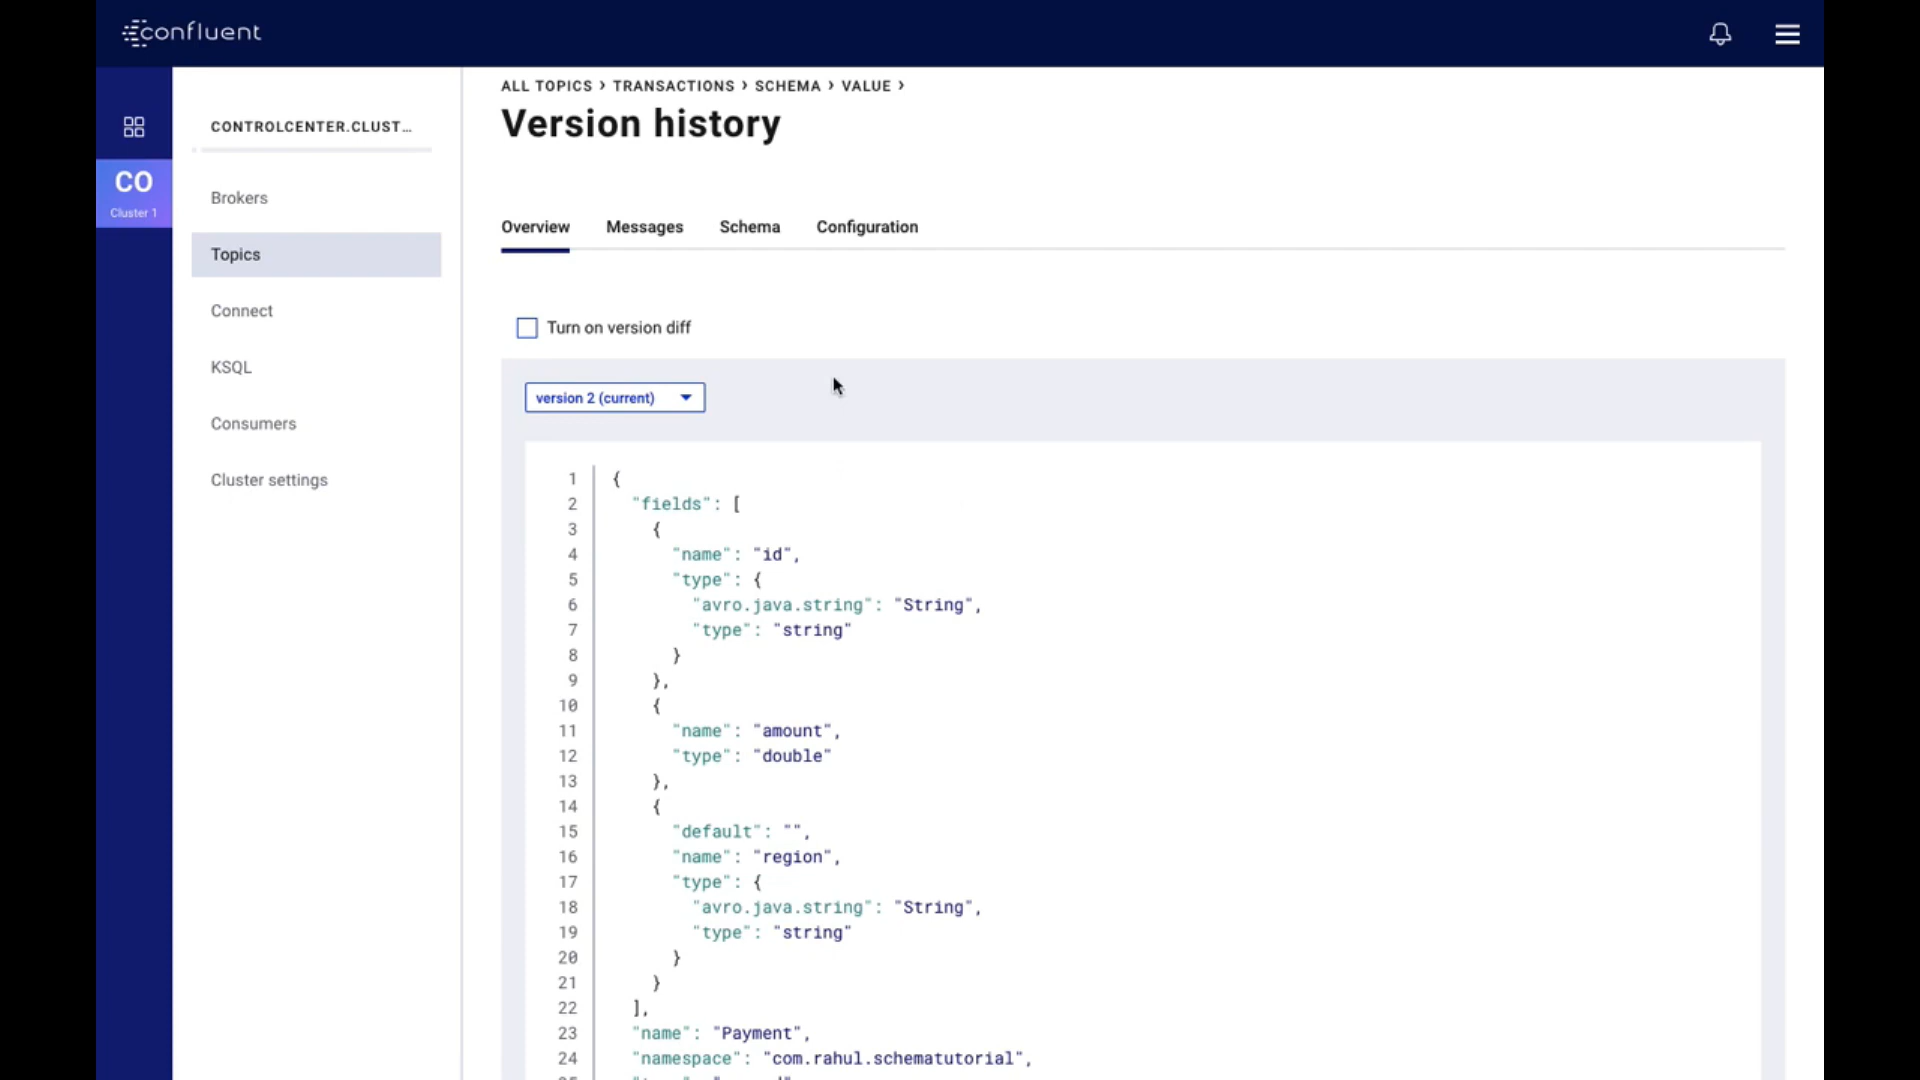 confluent
ALL TOPICS > TRANSACTIONS > SCHEMA > VALUE >
Version history
CONTROLCENTER.CLUST...
CO
Cluster 1
Brokers
Topics
Connect
KSQL
Consumers
Cluster settings
Overview Messages Schema Configuration
Turn on version diff
version 2 (current)
1 {
2 "fields": [
3 {
4 "name": "id",
5 "type": {
6 "avro.java.string": "String",
7 "type": "string"
8 }
9 },
10 {
11 "name": "amount",
12 "type": "double"
13 },
14 {
15 "default": "",
16 "name": "region",
17 "type": {
18 "avro.java.string": "String",
19 "type": "string"
20 }
21 }
22 ],
23 "name": "Payment",
24 "namespace": "com.rahul.schematutorial",